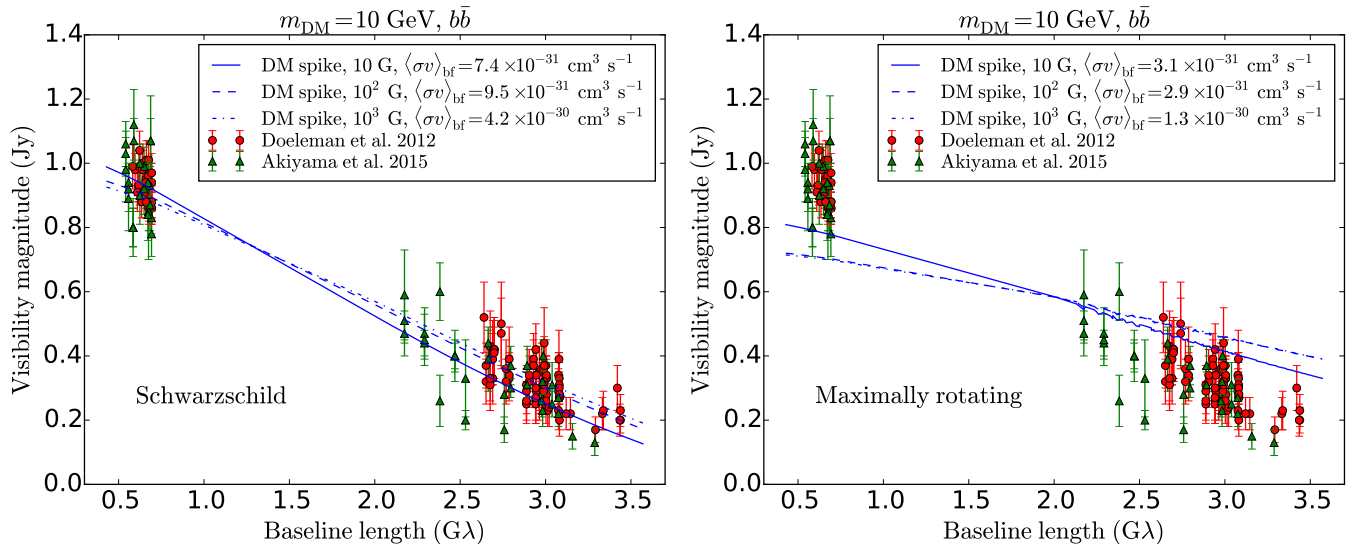 m_DM = 10 GeV, bb̄
1.4
1.2
1.0
0.8
0.6
0.4
0.2
0.0
Visibility magnitude (Jy)
DM spike, 10 G, ⟨σv⟩_bf = 7.4 ×10^−31 cm^3 s^−1
DM spike, 10^2 G, ⟨σv⟩_bf = 9.5 ×10^−31 cm^3 s^−1
DM spike, 10^3 G, ⟨σv⟩_bf = 4.2 ×10^−30 cm^3 s^−1
Doeleman et al. 2012
Akiyama et al. 2015
Schwarzschild
0.5 1.0 1.5 2.0 2.5 3.0 3.5
Baseline length (Gλ)
m_DM = 10 GeV, bb̄
1.4
1.2
1.0
0.8
0.6
0.4
0.2
0.0
Visibility magnitude (Jy)
DM spike, 10 G, ⟨σv⟩_bf = 3.1 ×10^−31 cm^3 s^−1
DM spike, 10^2 G, ⟨σv⟩_bf = 2.9 ×10^−31 cm^3 s^−1
DM spike, 10^3 G, ⟨σv⟩_bf = 1.3 ×10^−30 cm^3 s^−1
Doeleman et al. 2012
Akiyama et al. 2015
Maximally rotating
0.5 1.0 1.5 2.0 2.5 3.0 3.5
Baseline length (Gλ)